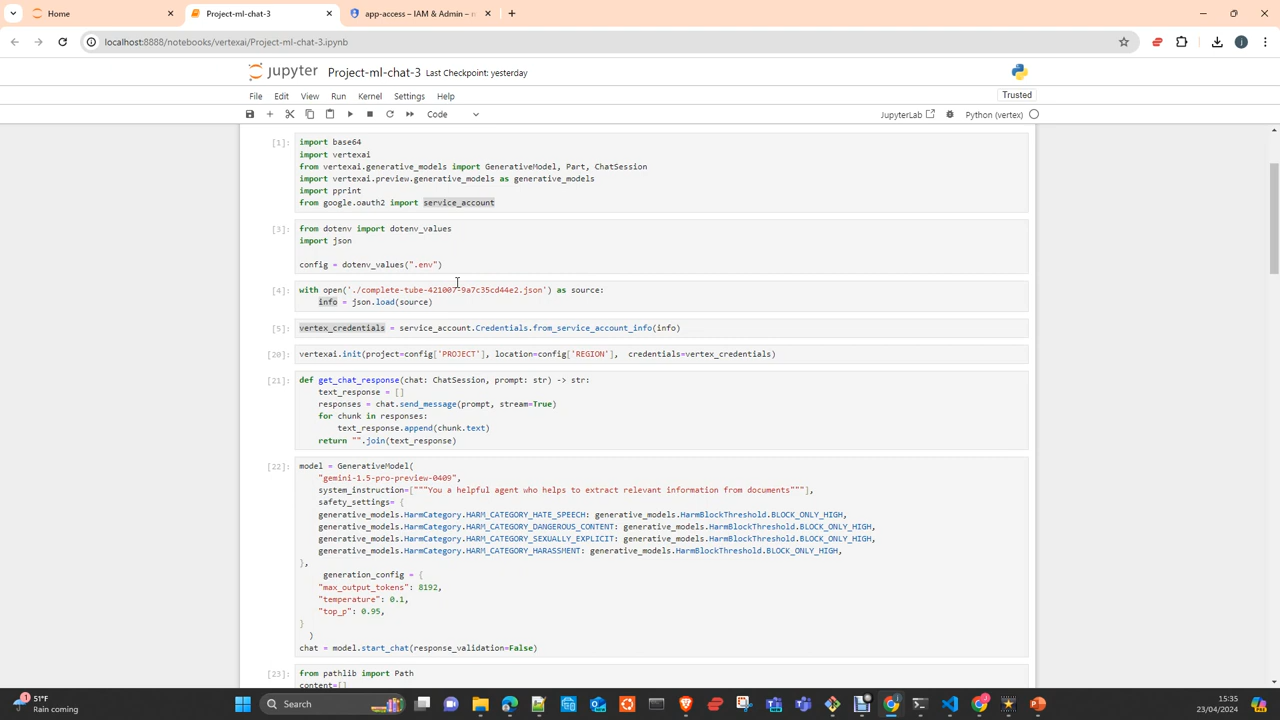 Home
Project-ml-chat-3
app-access – IAM & Admin –
localhost:8888/notebooks/vertexai/Project-ml-chat-3.ipynb
jupyter Project-ml-chat-3 Last Checkpoint: yesterday
File Edit View Run Kernel Settings Help
Trusted
Code
JupyterLab
Python (vertex)
[1]:
import base64
import vertexai
from vertexai.generative_models import GenerativeModel, Part, ChatSession
import vertexai.preview.generative_models as generative_models
import pprint
from google.oauth2 import service_account
[3]:
from dotenv import dotenv_values
import json
config = dotenv_values(".env")
[4]:
with open('./complete-tube-421007-9a7c35cd44e2.json') as source:
info = json.load(source)
[5]:
vertex_credentials = service_account.Credentials.from_service_account_info(info)
[20]:
vertexai.init(project=config['PROJECT'], location=config['REGION'], credentials=vertex_credentials)
[21]:
def get_chat_response(chat: ChatSession, prompt: str) -> str:
text_response = []
responses = chat.send_message(prompt, stream=True)
for chunk in responses:
text_response.append(chunk.text)
return "".join(text_response)
[22]:
model = GenerativeModel(
"gemini-1.5-pro-preview-0409",
system_instruction=["""You a helpful agent who helps to extract relevant information from documents"""],
safety_settings= {
generative_models.HarmCategory.HARM_CATEGORY_HATE_SPEECH: generative_models.HarmBlockThreshold.BLOCK_ONLY_HIGH,
generative_models.HarmCategory.HARM_CATEGORY_DANGEROUS_CONTENT: generative_models.HarmBlockThreshold.BLOCK_ONLY_HIGH,
generative_models.HarmCategory.HARM_CATEGORY_SEXUALLY_EXPLICIT: generative_models.HarmBlockThreshold.BLOCK_ONLY_HIGH,
generative_models.HarmCategory.HARM_CATEGORY_HARASSMENT: generative_models.HarmBlockThreshold.BLOCK_ONLY_HIGH,
},
generation_config = {
"max_output_tokens": 8192,
"temperature": 0.1,
"top_p": 0.95,
}
)
chat = model.start_chat(response_validation=False)
[23]:
from pathlib import Path
content=[]
51°F
Rain coming
Search
15:35
23/04/2024